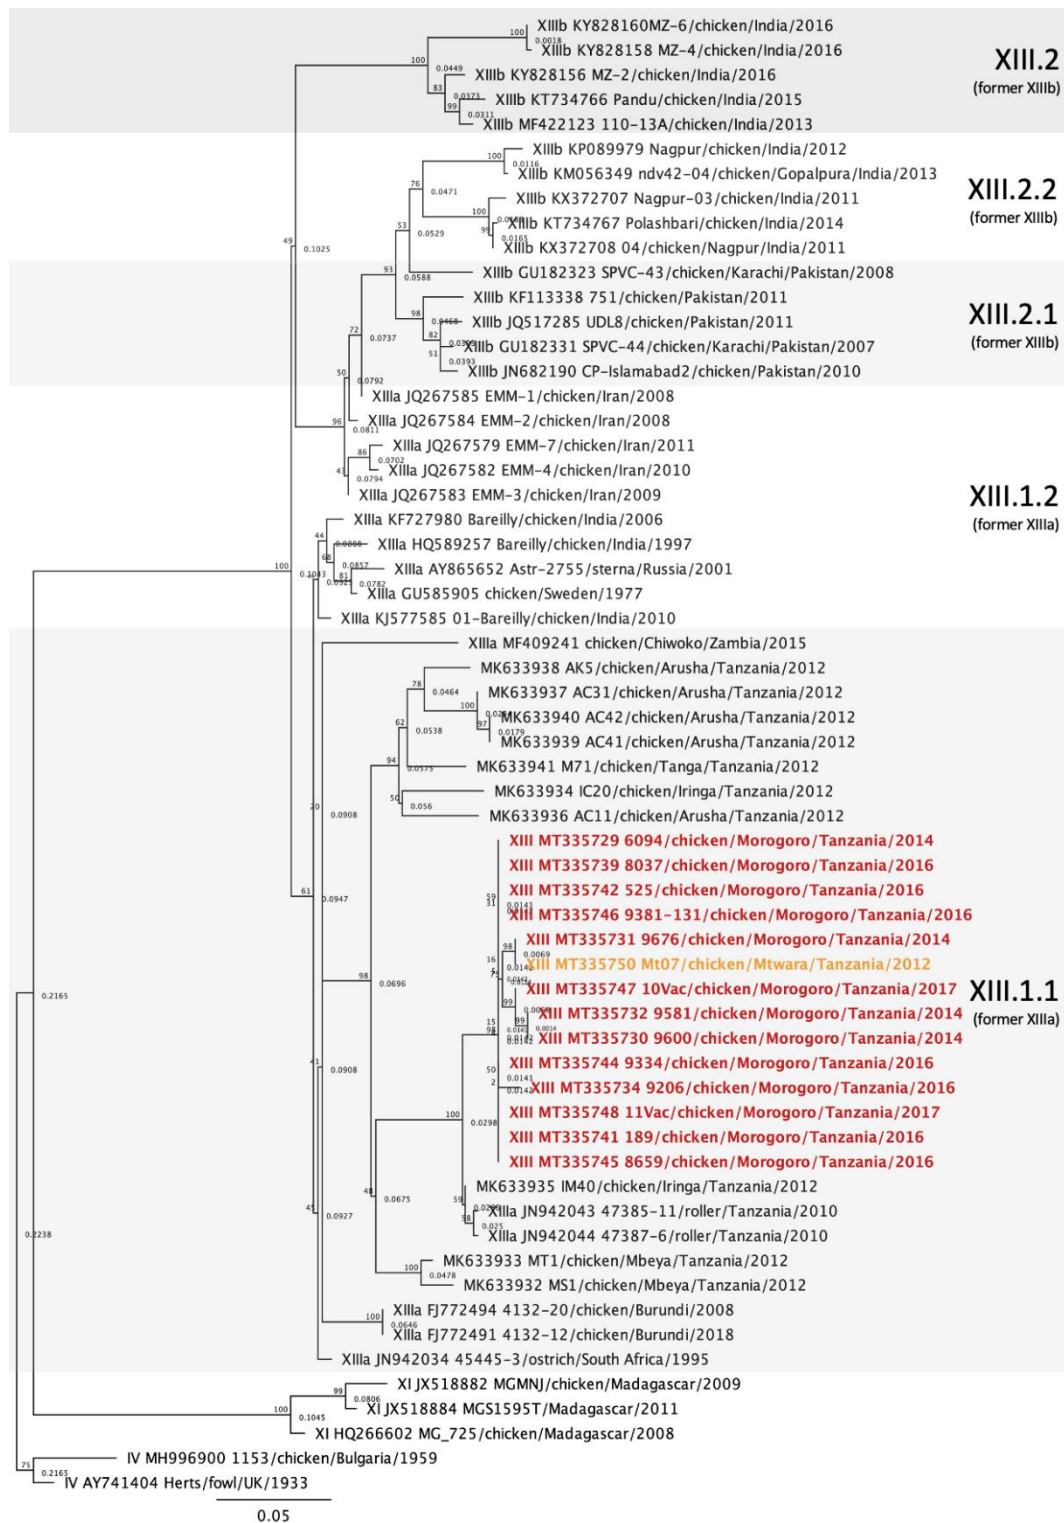 XIIIb KY828160MZ-6/chicken/India/2016
XIIIb KY828158 MZ-4/chicken/India/2016
XIII.2
(former XIIIb)
XIIIb KY828156 MZ-2/chicken/India/2016
XIIIb KT734766 Pandu/chicken/India/2015
XIIIb MF422123 110-13A/chicken/India/2013
XIIIb KP089979 Nagpur/chicken/India/2012
XIIIb KM056349 ndv42-04/chicken/Gopalpura/India/2013
XIII.2.2
(former XIIIb)
XIIIb KX372707 Nagpur-03/chicken/India/2011
XIIIb KT734767 Polashbari/chicken/India/2014
XIIIb KX372708 04/chicken/Nagpur/India/2011
XIIIb GU182323 SPVC-43/chicken/Karachi/Pakistan/2008
XIIIb KF113338 751/chicken/Pakistan/2011
XIII.2.1
(former XIIIb)
XIIIb JQ517285 UDL8/chicken/Pakistan/2011
XIIIb GU182331 SPVC-44/chicken/Karachi/Pakistan/2007
XIIIb JN682190 CP-Islamabad2/chicken/Pakistan/2010
XIIIa JQ267585 EMM-1/chicken/Iran/2008
XIIIa JQ267584 EMM-2/chicken/Iran/2008
XIIIa JQ267579 EMM-7/chicken/Iran/2011
XIIIa JQ267582 EMM-4/chicken/Iran/2010
XIIIa JQ267583 EMM-3/chicken/Iran/2009
XIII.1.2
(former XIIIa)
XIIIa KF727980 Bareilly/chicken/India/2006
XIIIa HQ589257 Bareilly/chicken/India/1997
XIIIa AY865652 Astr-2755/sterna/Russia/2001
XIIIa GU585905 chicken/Sweden/1977
XIIIa KJ577585 01-Bareilly/chicken/India/2010
XIIIa MF409241 chicken/Chiwoko/Zambia/2015
MK633938 AK5/chicken/Arusha/Tanzania/2012
MK633937 AC31/chicken/Arusha/Tanzania/2012
MK633940 AC42/chicken/Arusha/Tanzania/2012
MK633939 AC41/chicken/Arusha/Tanzania/2012
MK633941 M71/chicken/Tanga/Tanzania/2012
MK633934 IC20/chicken/Iringa/Tanzania/2012
MK633936 AC11/chicken/Arusha/Tanzania/2012
XIII MT335729 6094/chicken/Morogoro/Tanzania/2014
XIII MT335739 8037/chicken/Morogoro/Tanzania/2016
XIII MT335742 525/chicken/Morogoro/Tanzania/2016
XIII MT335746 9381-131/chicken/Morogoro/Tanzania/2016
XIII MT335731 9676/chicken/Morogoro/Tanzania/2014
XIII MT335750 Mt07/chicken/Mtwara/Tanzania/2012
XIII MT335747 10Vac/chicken/Morogoro/Tanzania/2017
XIII.1.1
(former XIIIa)
XIII MT335732 9581/chicken/Morogoro/Tanzania/2014
XIII MT335730 9600/chicken/Morogoro/Tanzania/2014
XIII MT335744 9334/chicken/Morogoro/Tanzania/2016
XIII MT335734 9206/chicken/Morogoro/Tanzania/2016
XIII MT335748 11Vac/chicken/Morogoro/Tanzania/2017
XIII MT335741 189/chicken/Morogoro/Tanzania/2016
XIII MT335745 8659/chicken/Morogoro/Tanzania/2016
MK633935 IM40/chicken/Iringa/Tanzania/2012
XIIIa JN942043 47385-11/roller/Tanzania/2010
XIIIa JN942044 47387-6/roller/Tanzania/2010
MK633933 MT1/chicken/Mbeya/Tanzania/2012
MK633932 MS1/chicken/Mbeya/Tanzania/2012
XIIIa FJ772494 4132-20/chicken/Burundi/2008
XIIIa FJ772491 4132-12/chicken/Burundi/2018
XIIIa JN942034 45445-3/ostrich/South Africa/1995
XI JX518882 MGMNJ/chicken/Madagascar/2009
XI JX518884 MGS1595T/Madagascar/2011
XI HQ266602 MG_725/chicken/Madagascar/2008
IV MH996900 1153/chicken/Bulgaria/1959
IV AY741404 Herts/fowl/UK/1933
0.05